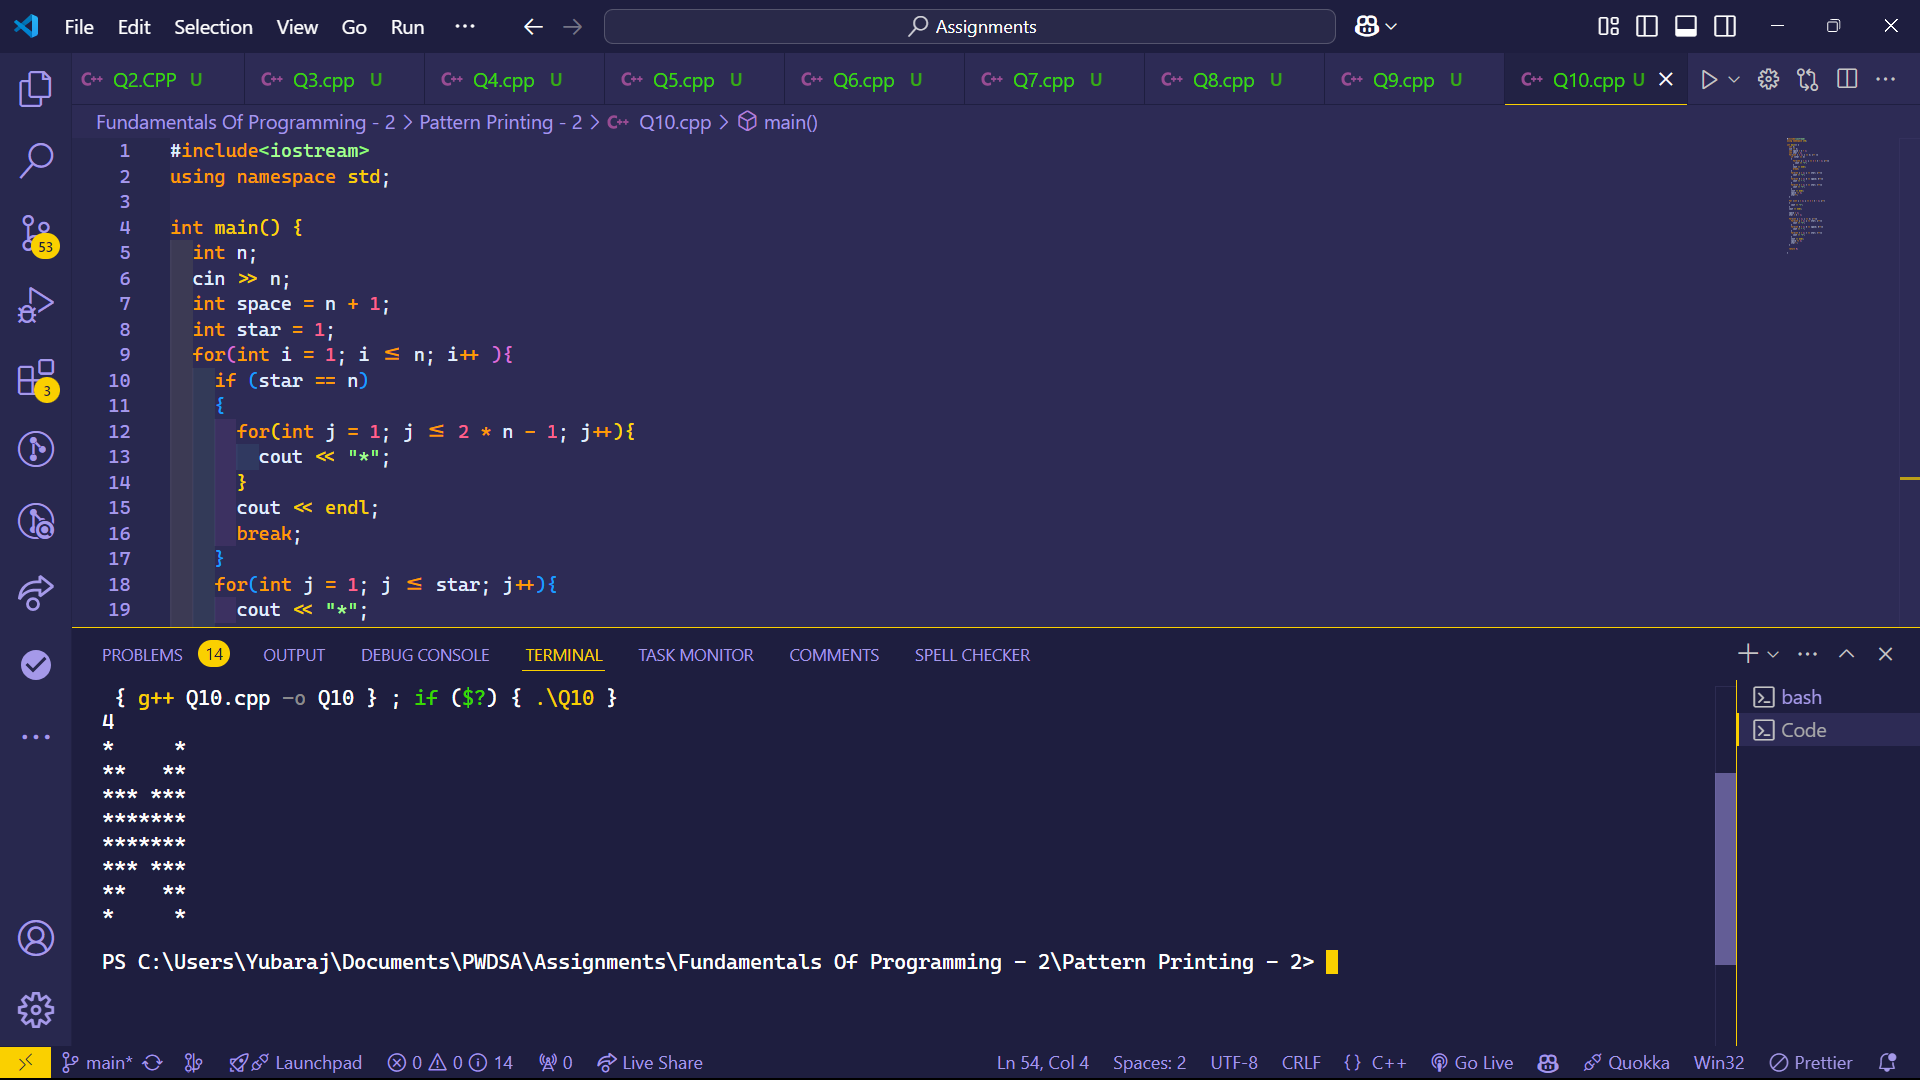 File Edit Selection View Go Run ··· Assignments
Q2.CPP U Q3.cpp U Q4.cpp U Q5.cpp U Q6.cpp U Q7.cpp U Q8.cpp U Q9.cpp U Q10.cpp U
Fundamentals Of Programming - 2 > Pattern Printing - 2 > Q10.cpp > main()
1 #include<iostream>
2 using namespace std;
3
4 int main() {
5 int n;
6 cin >> n;
7 int space = n + 1;
8 int star = 1;
9 for(int i = 1; i <= n; i++ ){
10 if (star == n)
11 {
12 for(int j = 1; j <= 2 * n - 1; j++){
13 cout << "*";
14 }
15 cout << endl;
16 break;
17 }
18 for(int j = 1; j <= star; j++){
19 cout << "*";
53
3
PROBLEMS 14 OUTPUT DEBUG CONSOLE TERMINAL TASK MONITOR COMMENTS SPELL CHECKER
{ g++ Q10.cpp -o Q10 } ; if ($?) { .\Q10 }
4
*     *
**   **
*** ***
*******
*******
*** ***
**   **
*     *
PS C:\Users\Yubaraj\Documents\PWDSA\Assignments\Fundamentals Of Programming - 2\Pattern Printing - 2>
bash
Code
main* Launchpad 0 0 14 0 Live Share Ln 54, Col 4 Spaces: 2 UTF-8 CRLF {} C++ Go Live Quokka Win32 Prettier